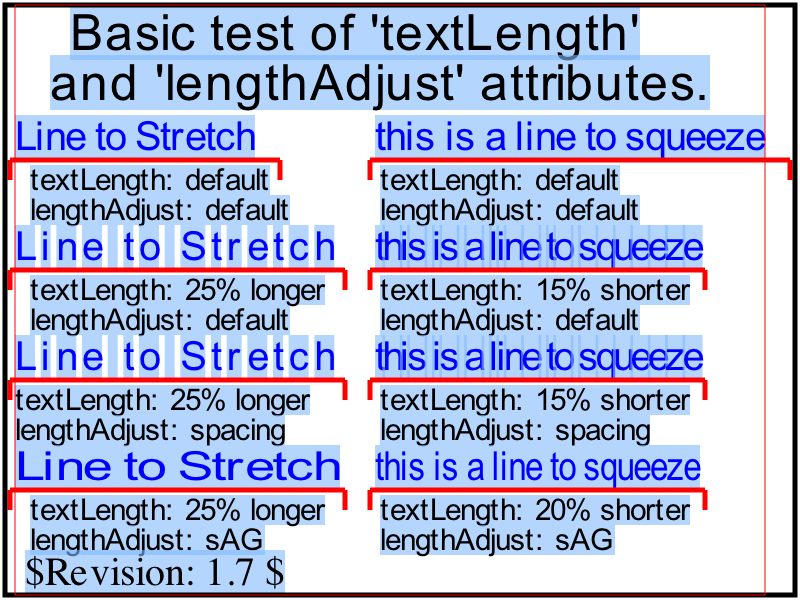 Basic test of 'textLength'
and 'lengthAdjust' attributes.
Line to Stretch
this is a line to squeeze
textLength: default
lengthAdjust: default
textLength: default
lengthAdjust: default
Line to Stretch
this is a line to squeeze
textLength: 25% longer
lengthAdjust: default
textLength: 15% shorter
lengthAdjust: default
Line to Stretch
this is a line to squeeze
textLength: 25% longer
lengthAdjust: spacing
textLength: 15% shorter
lengthAdjust: spacing
Line to Stretch
this is a line to squeeze
textLength: 25% longer
lengthAdjust: sAG
textLength: 20% shorter
lengthAdjust: sAG
$Revision: 1.7 $